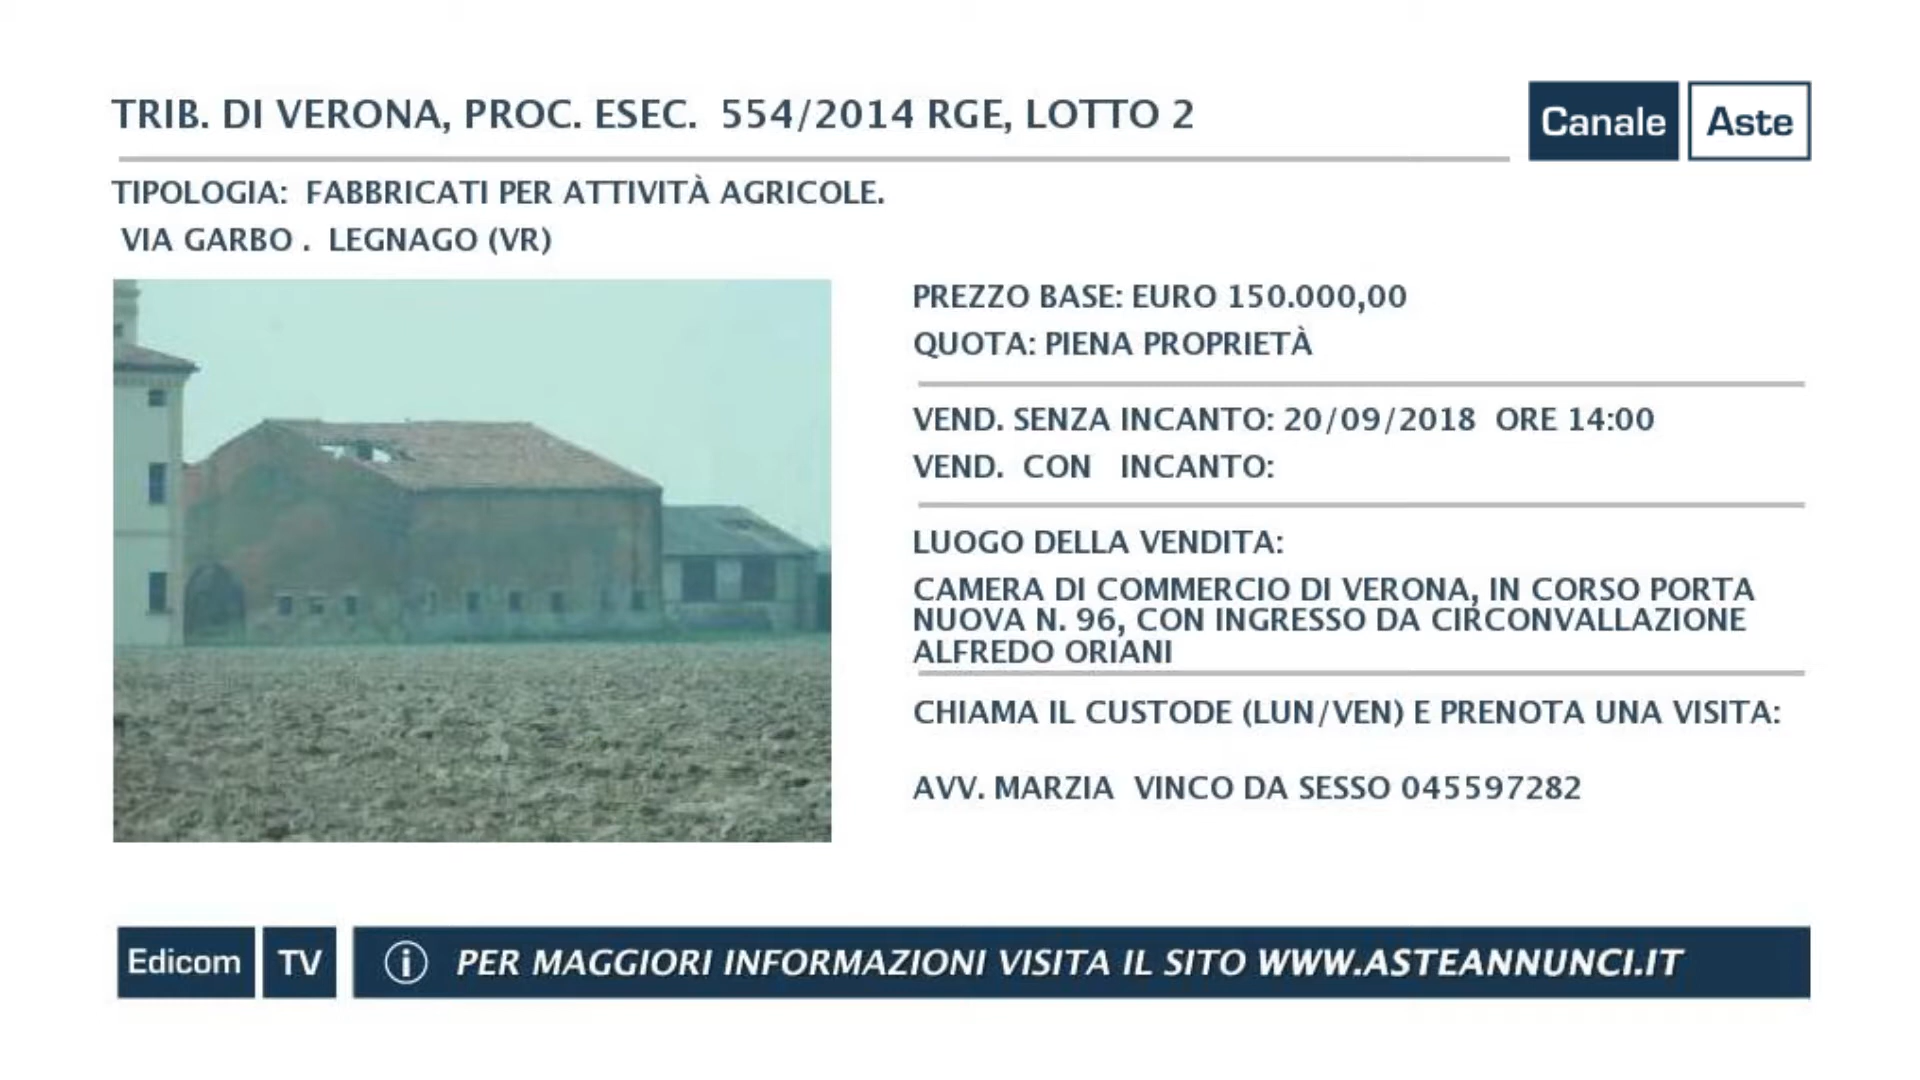 TRIB. DI VERONA, PROC. ESEC. 554/2014 RGE, LOTTO 2
Canale Aste
TIPOLOGIA: FABBRICATI PER ATTIVITÀ AGRICOLE.
VIA GARBO . LEGNAGO (VR)
PREZZO BASE: EURO 150.000,00
QUOTA: PIENA PROPRIETÀ
VEND. SENZA INCANTO: 20/09/2018 ORE 14:00
VEND. CON INCANTO:
LUOGO DELLA VENDITA:
CAMERA DI COMMERCIO DI VERONA, IN CORSO PORTA
NUOVA N. 96, CON INGRESSO DA CIRCONVALLAZIONE
ALFREDO ORIANI
CHIAMA IL CUSTODE (LUN/VEN) E PRENOTA UNA VISITA:
AVV. MARZIA VINCO DA SESSO 045597282
Edicom TV
PER MAGGIORI INFORMAZIONI VISITA IL SITO WWW.ASTEANNUNCI.IT